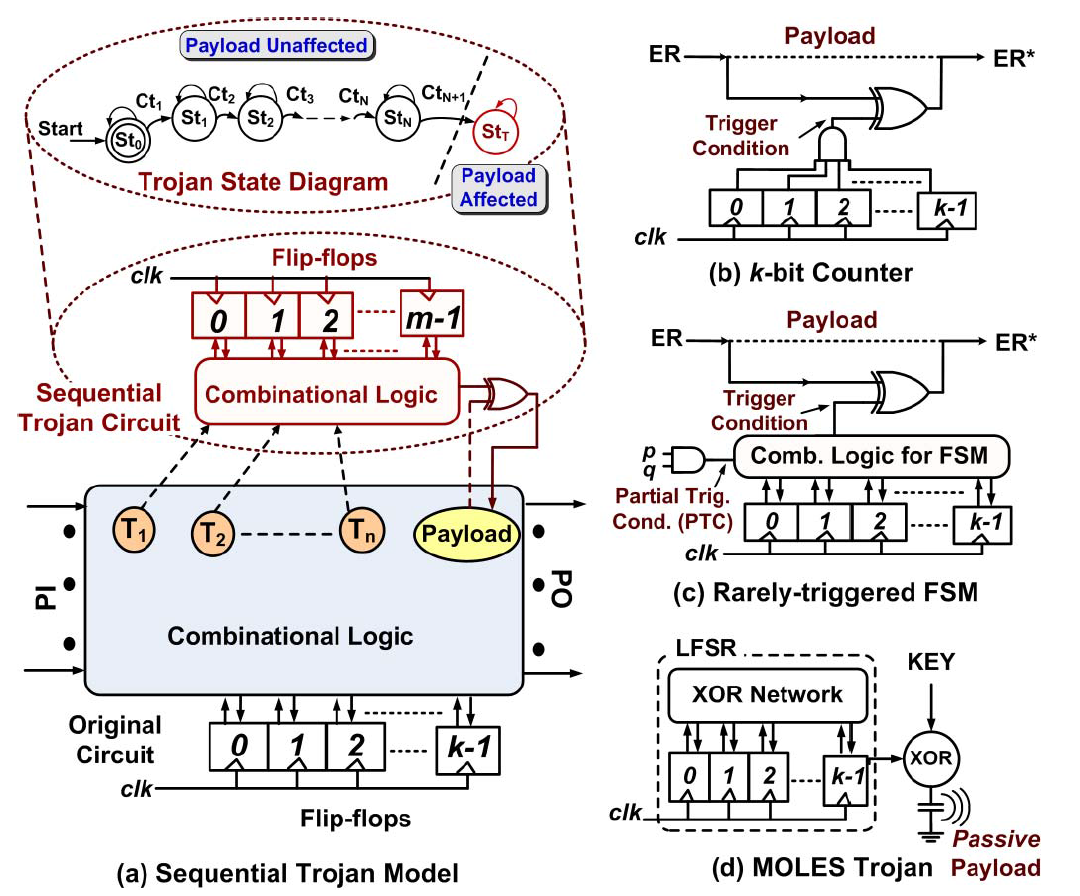 Payload Unaffected
Start
St0
Ct1
St1
Ct2
St2
Ct3
CtN
StN
CtN+1
StT
Trojan State Diagram
Payload
Affected
Flip-flops
clk
0 1 2 m-1
Combinational Logic
Sequential
Trojan Circuit
T1 T2 Tn Payload
PI
PO
Combinational Logic
Original
Circuit
0 1 2 k-1
clk
Flip-flops
(a) Sequential Trojan Model
Payload
ER
ER*
Trigger
Condition
0 1 2 k-1
clk
(b) k-bit Counter
Payload
ER
ER*
Trigger
Condition
p
q
Comb. Logic for FSM
Partial Trig.
Cond. (PTC)
0 1 2 k-1
clk
(c) Rarely-triggered FSM
LFSR
KEY
XOR Network
0 1 2 k-1
XOR
clk
Passive
Payload
(d) MOLES Trojan